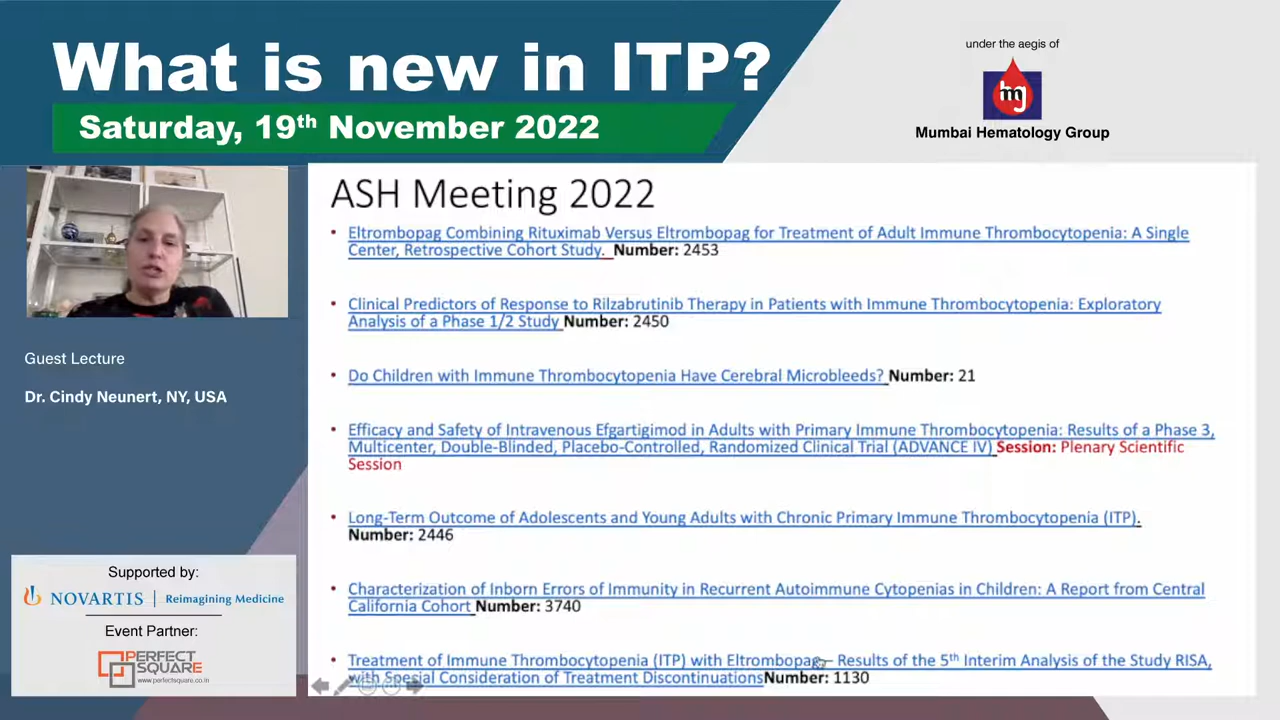 What is new in ITP?
Saturday, 19th November 2022
under the aegis of
mg
Mumbai Hematology Group
Guest Lecture
Dr. Cindy Neunert, NY, USA
Supported by:
NOVARTIS | Reimagining Medicine
Event Partner:
PERFECT
SQUARE
www.perfectsquare.co.in
ASH Meeting 2022
• Eltrombopag Combining Rituximab Versus Eltrombopag for Treatment of Adult Immune Thrombocytopenia: A Single
Center, Retrospective Cohort Study. Number: 2453
• Clinical Predictors of Response to Rilzabrutinib Therapy in Patients with Immune Thrombocytopenia: Exploratory
Analysis of a Phase 1/2 Study Number: 2450
• Do Children with Immune Thrombocytopenia Have Cerebral Microbleeds? Number: 21
• Efficacy and Safety of Intravenous Efgartigimod in Adults with Primary Immune Thrombocytopenia: Results of a Phase 3,
Multicenter, Double-Blinded, Placebo-Controlled, Randomized Clinical Trial (ADVANCE IV) Session: Plenary Scientific
Session
• Long-Term Outcome of Adolescents and Young Adults with Chronic Primary Immune Thrombocytopenia (ITP).
Number: 2446
• Characterization of Inborn Errors of Immunity in Recurrent Autoimmune Cytopenias in Children: A Report from Central
California Cohort Number: 3740
• Treatment of Immune Thrombocytopenia (ITP) with Eltrombopag – Results of the 5th Interim Analysis of the Study RISA,
with Special Consideration of Treatment DiscontinuationsNumber: 1130